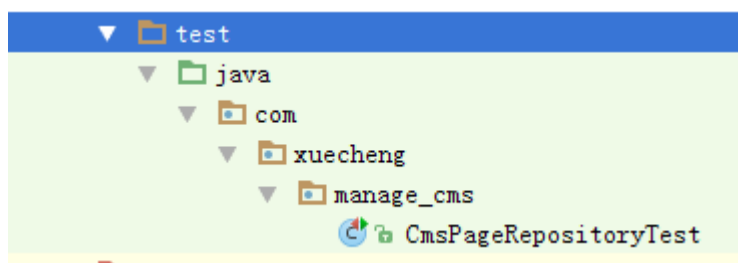 test
java
com
xuecheng
manage_cms
CmsPageRepositoryTest